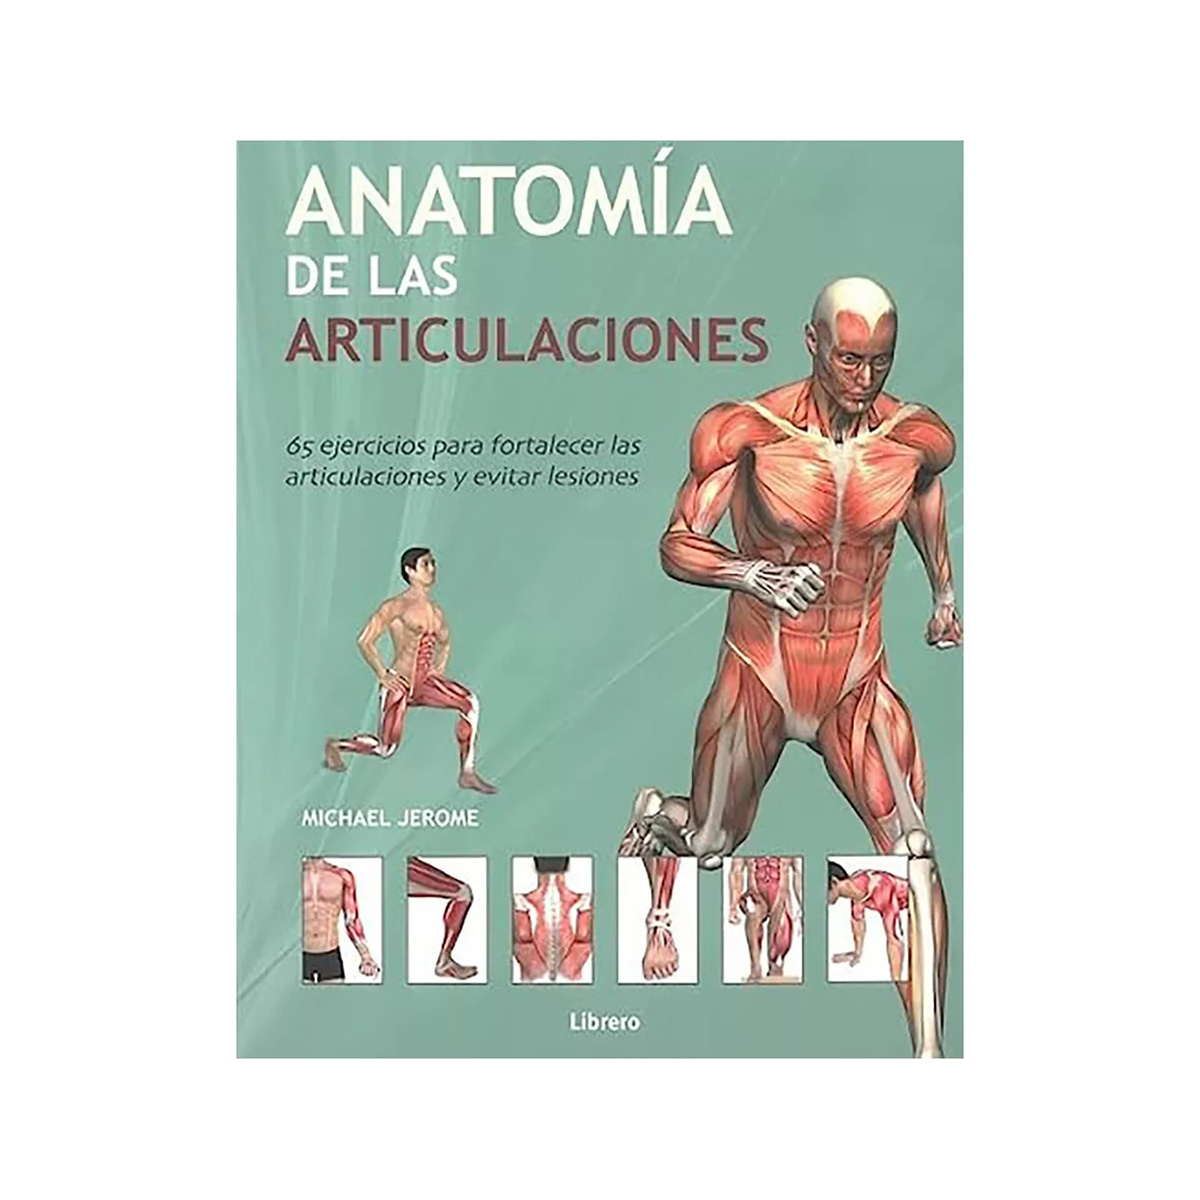 ANATOMÍA
DE LAS
ARTICULACIONES
65 ejercicios para fortalecer las
articulaciones y evitar lesiones
MICHAEL JEROME
Librero